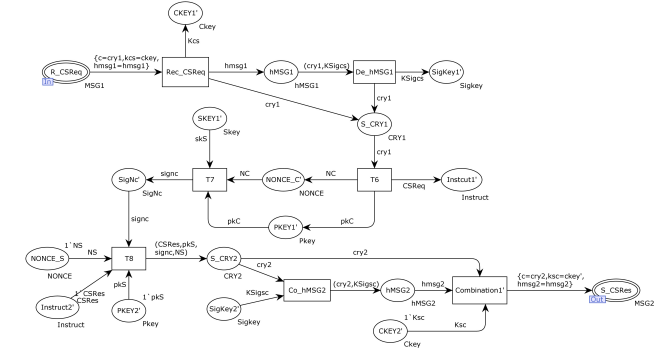 CKEY1'
Ckey
Kcs
{c=cry1,kcs=ckey,
hmsg1=hmsg1}
R_CSReq
In
MSG1
Rec_CSReq
hmsg1
hMSG1
hMSG1
(cry1,KSigcs)
De_hMSG1
KSigcs
SigKey1'
Sigkey
cry1
cry1
S_CRY1
CRY1
cry1
SKEY1'
Skey
skS
SigNc'
SigNc
signc
T7
NC
NONCE_C'
NONCE
NC
T6
CSReq
Instcut1'
Instruct
pkC
PKEY1'
Pkey
pkC
signc
1`NS
NONCE_S
NONCE
NS
T8
{CSRes,pkS,
signc,NS}
S_CRY2
CRY2
cry2
cry2
1`CSRes
CSRes
Instruct2'
Instruct
pkS
1`pkS
PKEY2'
Pkey
KSigsc
SigKey2'
Sigkey
Co_hMSG2
(cry2,KSigsc)
hMSG2
hMSG2
hmsg2
Combination1'
{c=cry2,ksc=ckey',
hmsg2=hmsg2}
S_CSRes
Out
MSG2
1`Ksc
CKEY2'
Ckey
Ksc